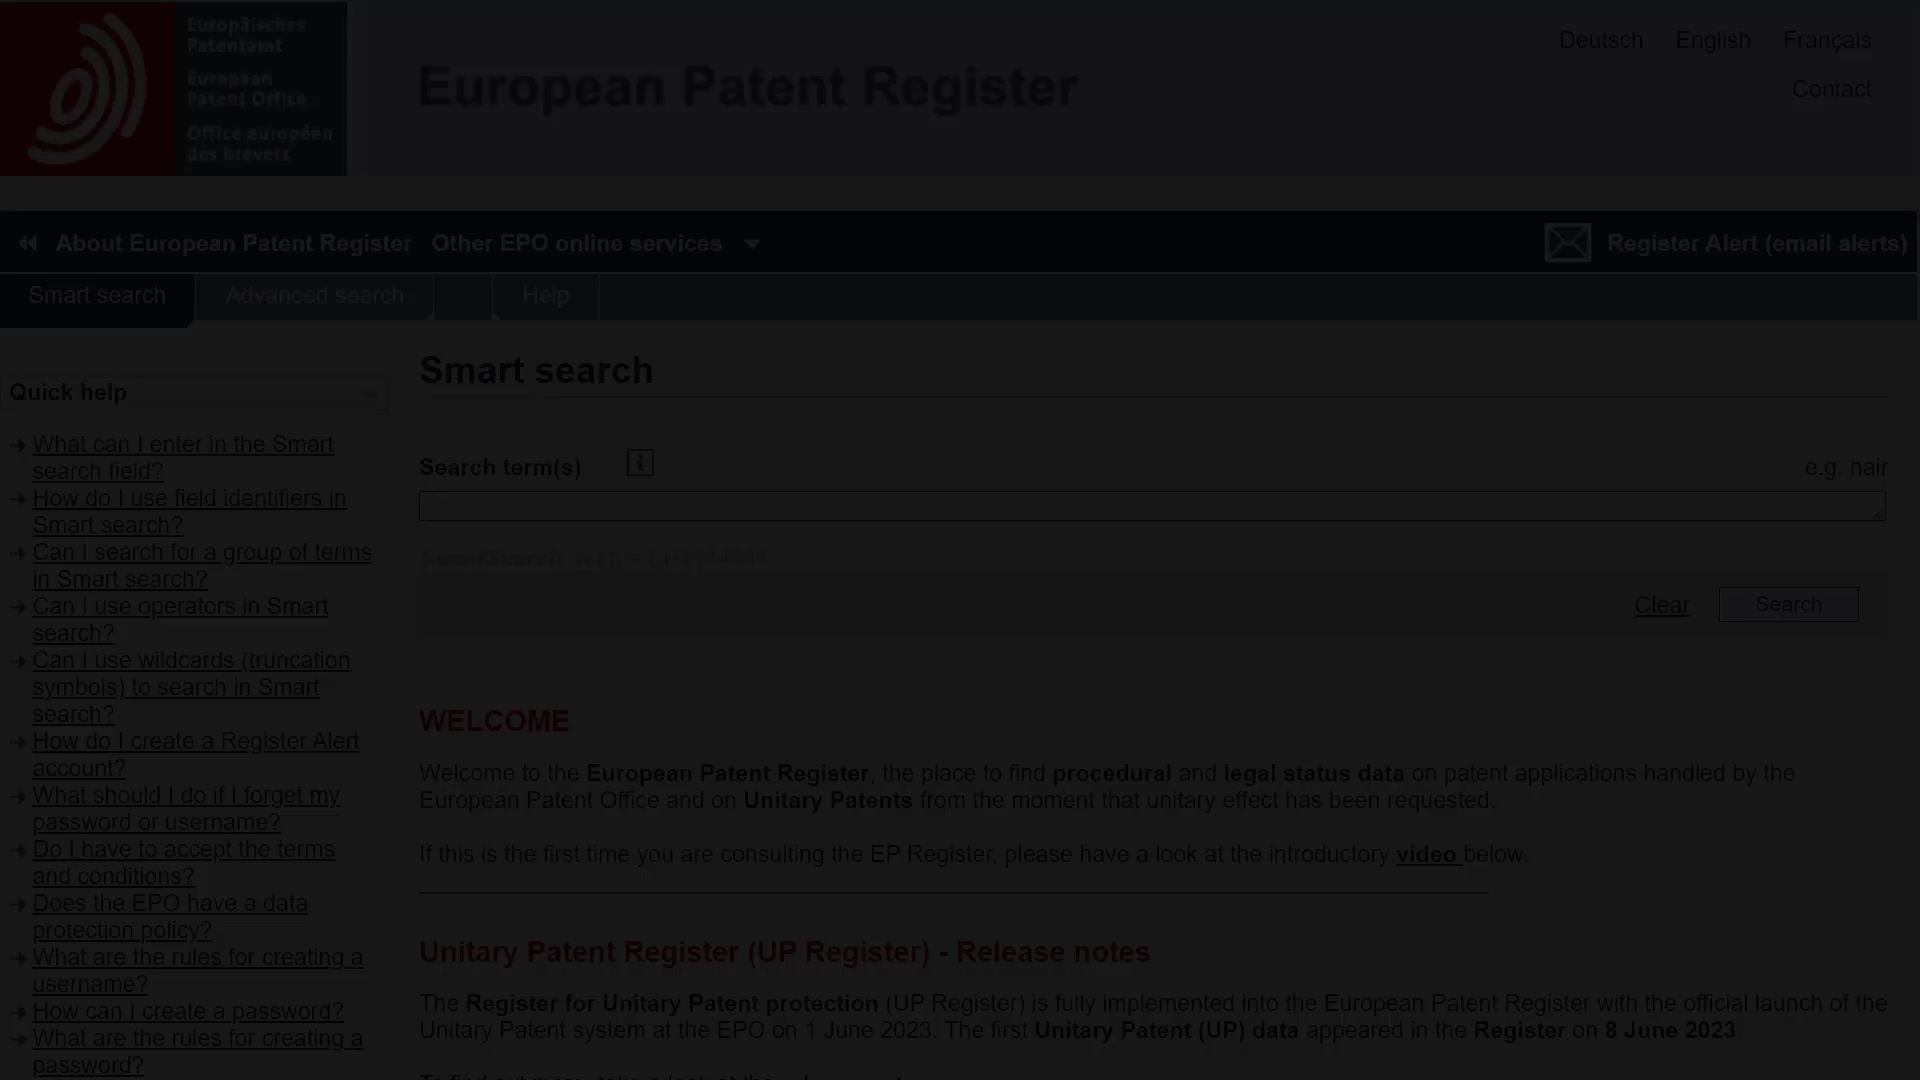 Europäisches
Patentamt
European
Patent Office
Office européen
des brevets
European Patent Register
Deutsch English Français
Contact
About European Patent Register Other EPO online services
Register Alert (email alerts)
Smart search Advanced search Help
Quick help
What can I enter in the Smart
search field?
How do I use field identifiers in
Smart search?
Can I search for a group of terms
in Smart search?
Can I use operators in Smart
search?
Can I use wildcards (truncation
symbols) to search in Smart
search?
How do I create a Register Alert
account?
What should I do if I forget my
password or username?
Do I have to accept the terms
and conditions?
Does the EPO have a data
protection policy?
What are the rules for creating a
username?
How can I create a password?
What are the rules for creating a
password?
Smart search
Search term(s) i e.g. hair
Clear Search
WELCOME
Welcome to the European Patent Register, the place to find procedural and legal status data on patent applications handled by the
European Patent Office and on Unitary Patents from the moment that unitary effect has been requested.
If this is the first time you are consulting the EP Register, please have a look at the introductory video below.
Unitary Patent Register (UP Register) - Release notes
The Register for Unitary Patent protection (UP Register) is fully implemented into the European Patent Register with the official launch of the
Unitary Patent system at the EPO on 1 June 2023. The first Unitary Patent (UP) data appeared in the Register on 8 June 2023.